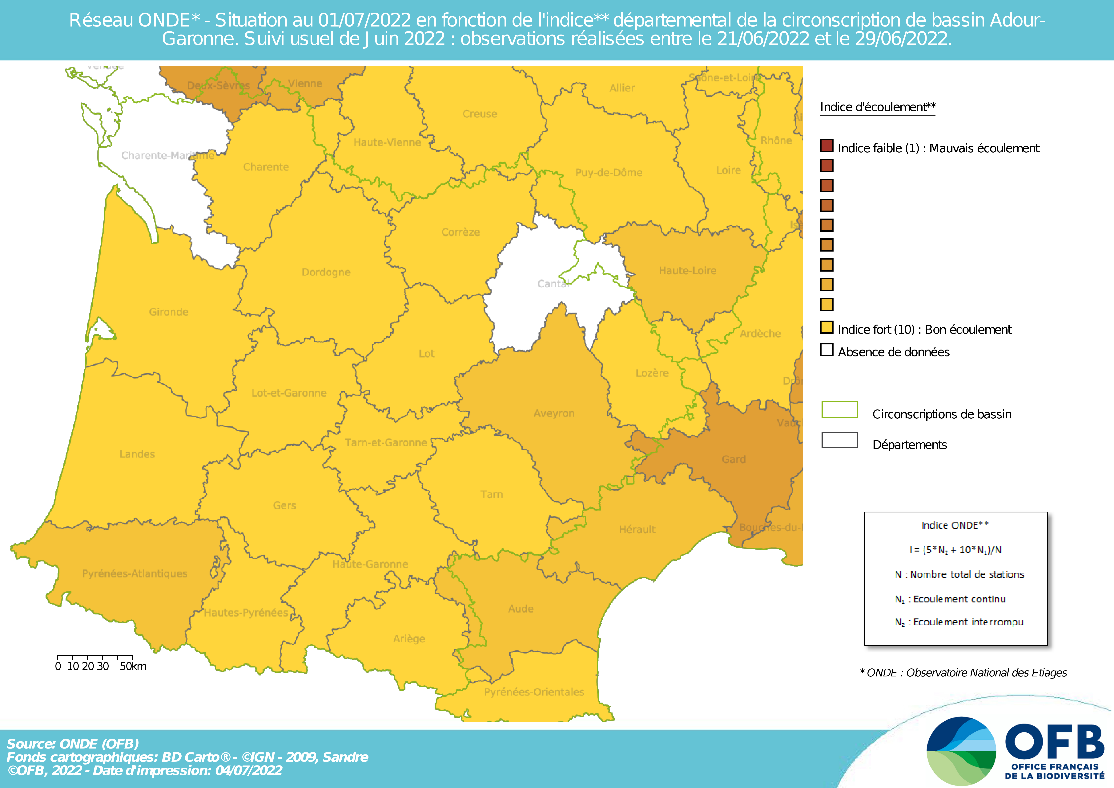 Réseau ONDE* - Situation au 01/07/2022 en fonction de l'indice** départemental de la circonscription de bassin Adour-
Garonne. Suivi usuel de Juin 2022 : observations réalisées entre le 21/06/2022 et le 29/06/2022.
Deux-Sèvres
Vienne
Allier
Saône-et-Loire
Creuse
Haute-Vienne
Rhône
Charente-Maritime
Charente
Puy-de-Dôme
Loire
Corrèze
Dordogne
Haute-Loire
Cantal
Gironde
Ardèche
Lot
Lozère
Lot-et-Garonne
Aveyron
Tarn-et-Garonne
Landes
Gard
Tarn
Gers
Hérault
Haute-Garonne
Pyrénées-Atlantiques
Aude
Hautes-Pyrénées
Ariège
Pyrénées-Orientales
0 10 20 30 50km
Indice d'écoulement**
Indice faible (1) : Mauvais écoulement
Indice fort (10) : Bon écoulement
Absence de données
Circonscriptions de bassin
Départements
Indice ONDE**
I = (5*N2 + 10*N1)/N
N : Nombre total de stations
N1 : Ecoulement continu
N2 : Ecoulement interrompu
* ONDE : Observatoire National des Etiages
Source: ONDE (OFB)
Fonds cartographiques: BD Carto® - ©IGN - 2009, Sandre
©OFB, 2022 - Date d'impression: 04/07/2022
OFB
OFFICE FRANÇAIS
DE LA BIODIVERSITÉ